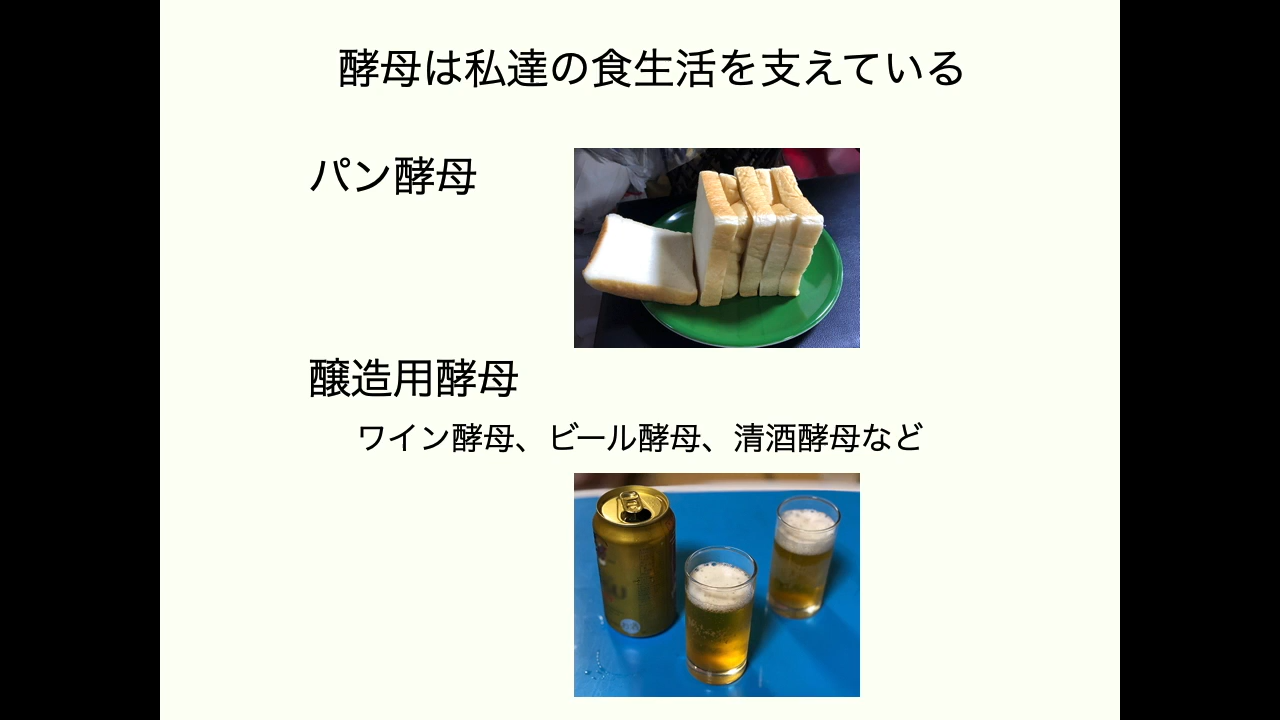 酵母は私達の食生活を支えている
パン酵母
醸造用酵母
ワイン酵母、ビール酵母、清酒酵母など